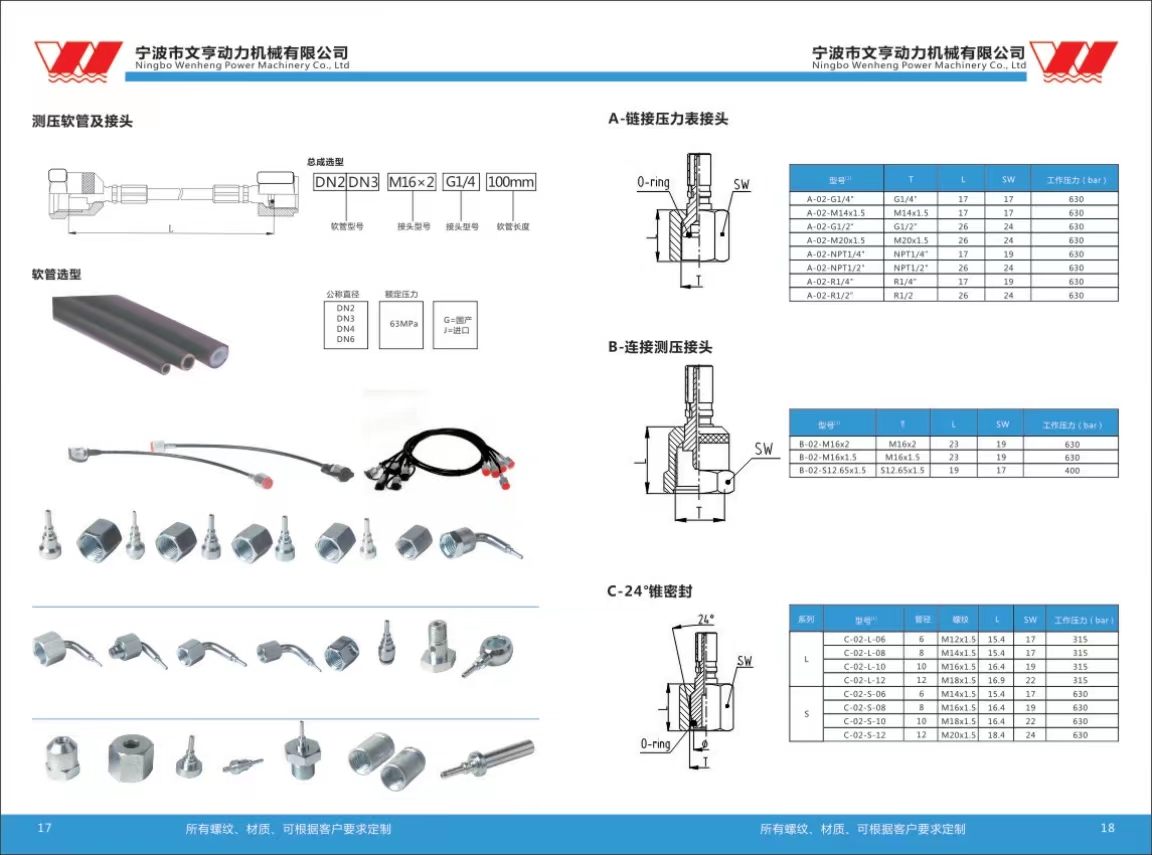 宁波市文亨动力机械有限公司
Ningbo Wenheng Power Machinery Co., Ltd
测压软管及接头
总成选型
DN2 DN3 M16×2 G1/4 100mm
软管型号 接头型号 接头型号 软管长度
L
软管选型
公称直径 额定压力
DN2
DN3
DN4
DN6
63MPa
G=国产
J=进口
17
所有螺纹、材质、可根据客户要求定制
宁波市文亨动力机械有限公司
Ningbo Wenheng Power Machinery Co., Ltd
A-链接压力表接头
O-ring
SW
L
T
型号 T L SW 工作压力（bar）
A-02-G1/4" G1/4" 17 17 630
A-02-M14x1.5 M14x1.5 17 17 630
A-02-G1/2" G1/2" 26 24 630
A-02-M20x1.5 M20x1.5 26 24 630
A-02-NPT1/4" NPT1/4" 17 19 630
A-02-NPT1/2" NPT1/2" 26 24 630
A-02-R1/4" R1/4" 17 19 630
A-02-R1/2" R1/2 26 24 630
B-连接测压接头
SW
L
T
型号 T L SW 工作压力（bar）
B-02-M16x2 M16x2 23 19 630
B-02-M16x1.5 M16x1.5 23 19 630
B-02-S12.65x1.5 S12.65x1.5 19 17 400
C-24°锥密封
24°
SW
L
O-ring
ø
T
系列 型号 管径 螺纹 L SW 工作压力（bar）
L
C-02-L-06 6 M12x1.5 15.4 17 315
C-02-L-08 8 M14x1.5 15.4 17 315
C-02-L-10 10 M16x1.5 16.4 19 315
C-02-L-12 12 M18x1.5 16.9 22 315
S
C-02-S-06 6 M14x1.5 15.4 17 630
C-02-S-08 8 M16x1.5 16.4 19 630
C-02-S-10 10 M18x1.5 16.4 22 630
C-02-S-12 12 M20x1.5 18.4 24 630
所有螺纹、材质、可根据客户要求定制
18